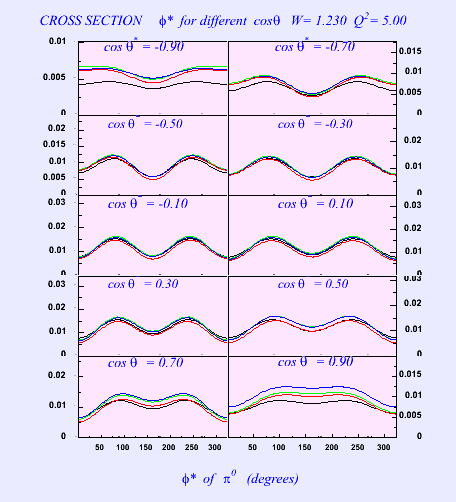 CROSS SECTION ϕ* for different cosθ W= 1.230 Q²= 5.00
cos θ* = -0.90 cos θ* = -0.70
0.01 0.005 0 0.015 0.01 0.005 0
cos θ = -0.50 cos θ = -0.30
0.02 0.015 0.01 0.005 0 0.02 0.01 0
cos θ = -0.10 cos θ = 0.10
0.03 0.02 0.01 0 0.03 0.02 0.01 0
cos θ = 0.30 cos θ = 0.50
0.03 0.02 0.01 0 0.03 0.02 0.01 0
cos θ = 0.70 cos θ = 0.90
0.02 0.01 0 0.015 0.01 0.005 0
50 100 150 200 250 300 50 100 150 200 250 300
ϕ* of π⁰ (degrees)